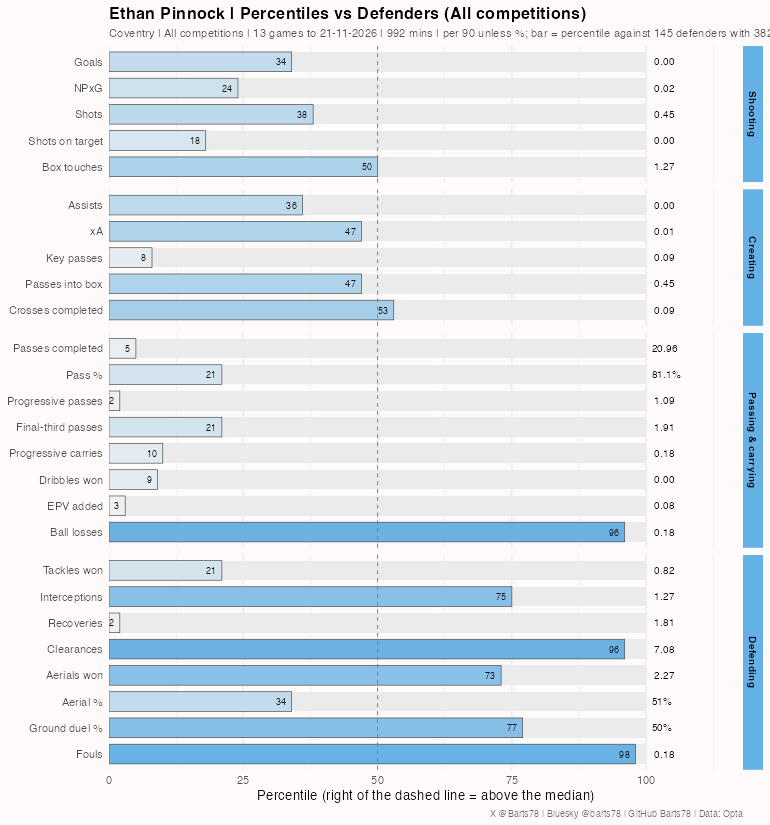 Ethan Pinnock | Percentiles vs Defenders (All competitions)
Coventry | All competitions | 13 games to 21-11-2026 | 992 mins | per 90 unless %; bar = percentile against 145 defenders with 382
Goals 34 0.00
NPxG 24 0.02
Shots 38 0.45
Shots on target 18 0.00
Box touches 50 1.27
Shooting
Assists 36 0.00
xA 47 0.01
Key passes 8 0.09
Passes into box 47 0.45
Crosses completed 53 0.09
Creating
Passes completed 5 20.96
Pass % 21 81.1%
Progressive passes 2 1.09
Final-third passes 21 1.91
Progressive carries 10 0.18
Dribbles won 9 0.00
EPV added 3 0.08
Ball losses 96 0.18
Passing & carrying
Tackles won 21 0.82
Interceptions 75 1.27
Recoveries 2 1.81
Clearances 96 7.08
Aerials won 73 2.27
Aerial % 34 51%
Ground duel % 77 50%
Fouls 98 0.18
Defending
0 25 50 75 100
Percentile (right of the dashed line = above the median)
X @Barts78 | Bluesky @barts78 | GitHub Barts78 | Data: Opta